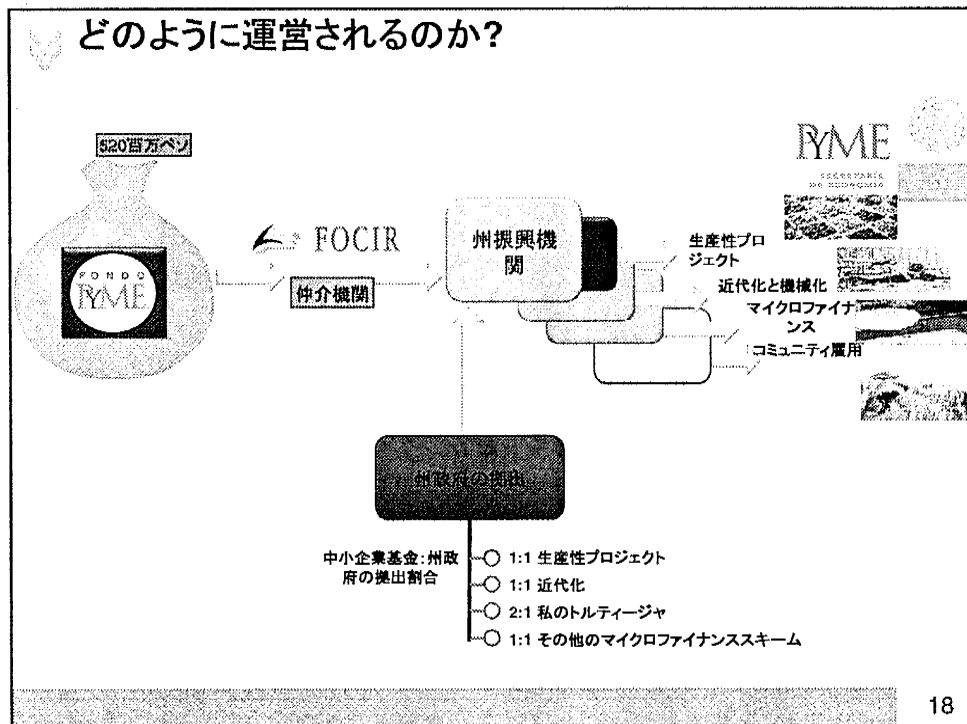 どのように運営されるのか?
520百万ペソ
FONDO
PYME
FOCIR
仲介機関
州振興機
関
PYME
SECRETARÍA
DE ECONOMÍA
生産性プロ
ジェクト
近代化と機械化
マイクロファイナ
ンス
コミュニティ雇用
州政府の拠出
中小企業基金:州政
府の拠出割合
1:1 生産性プロジェクト
1:1 近代化
2:1 私のトルティージャ
1:1 その他のマイクロファイナンススキーム
18